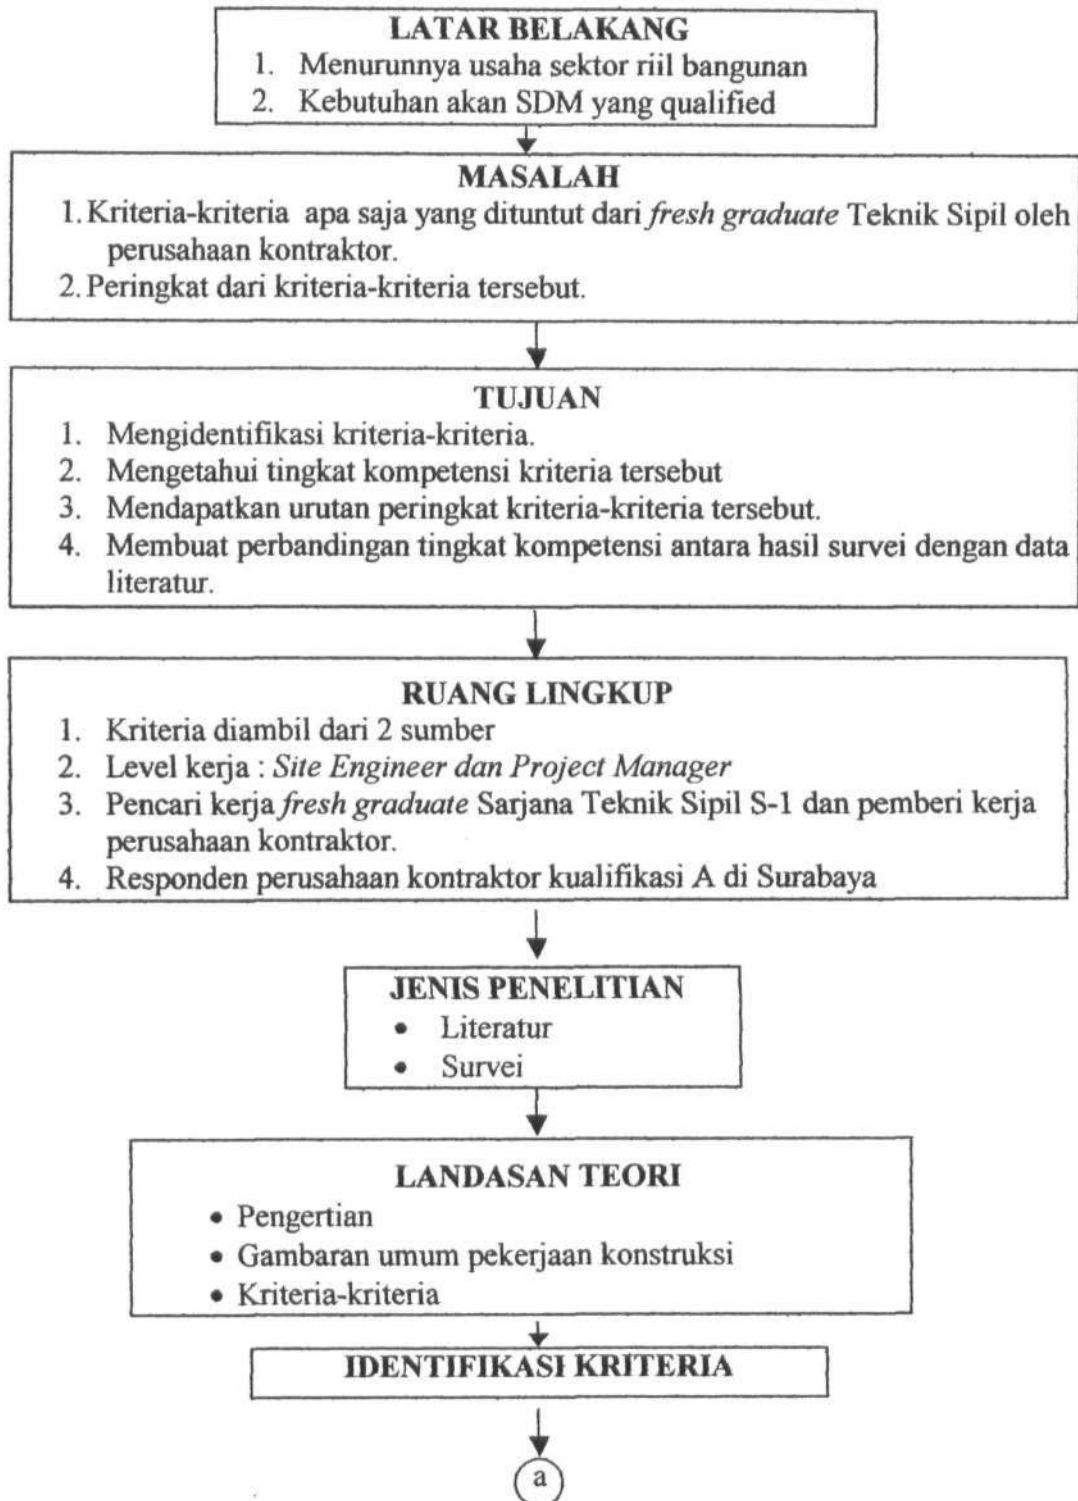 LATAR BELAKANG
1. Menurunnya usaha sektor riil bangunan
2. Kebutuhan akan SDM yang qualified
MASALAH
1. Kriteria-kriteria apa saja yang dituntut dari fresh graduate Teknik Sipil oleh
perusahaan kontraktor.
2. Peringkat dari kriteria-kriteria tersebut.
TUJUAN
1. Mengidentifikasi kriteria-kriteria.
2. Mengetahui tingkat kompetensi kriteria tersebut
3. Mendapatkan urutan peringkat kriteria-kriteria tersebut.
4. Membuat perbandingan tingkat kompetensi antara hasil survei dengan data
literatur.
RUANG LINGKUP
1. Kriteria diambil dari 2 sumber
2. Level kerja : Site Engineer dan Project Manager
3. Pencari kerja fresh graduate Sarjana Teknik Sipil S-1 dan pemberi kerja
perusahaan kontraktor.
4. Responden perusahaan kontraktor kualifikasi A di Surabaya
JENIS PENELITIAN
• Literatur
• Survei
LANDASAN TEORI
• Pengertian
• Gambaran umum pekerjaan konstruksi
• Kriteria-kriteria
IDENTIFIKASI KRITERIA
a